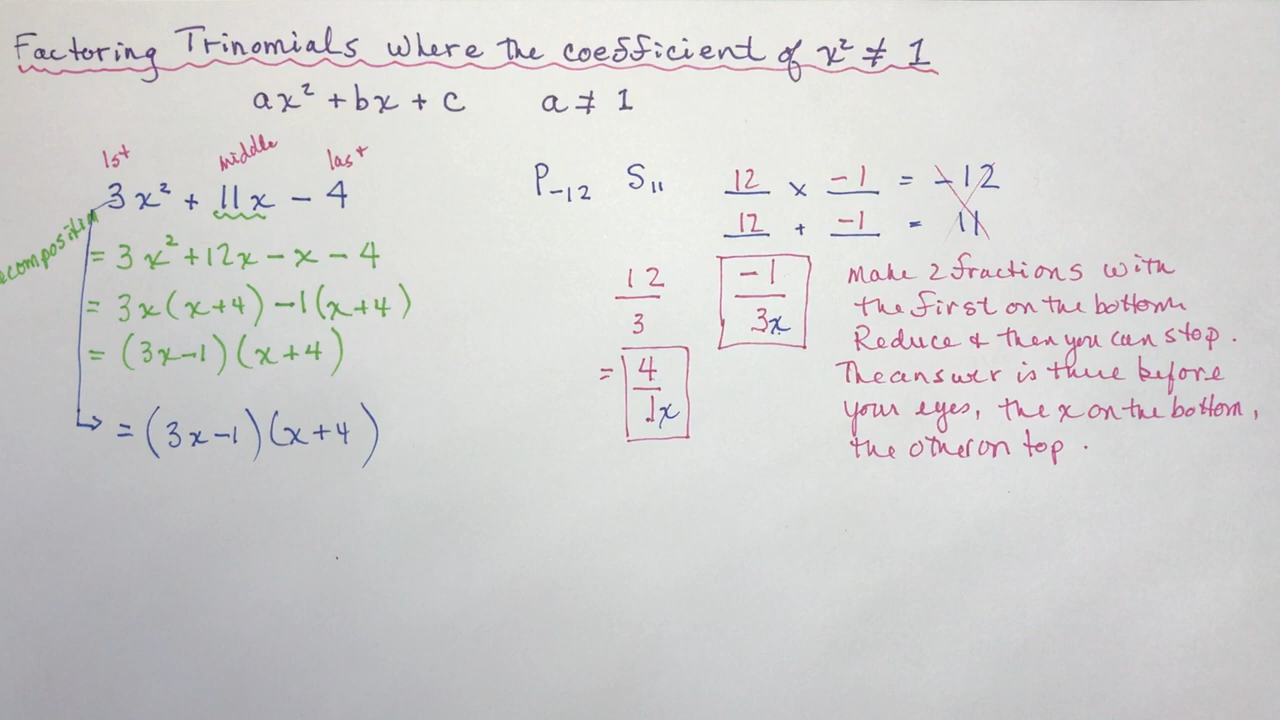 Factoring Trinomials where the coefficient of x² ≠ 1
ax² + bx + c a ≠ 1
1st middle last
3x² + 11x - 4
ecomposition
= 3x² + 12x - x - 4
= 3x(x+4) - 1(x+4)
= (3x-1)(x+4)
= (3x-1)(x+4)
P₋₁₂ S₁₁
12 × -1 = -12
12 + -1 = 11
12/3
-1/3x
= 4/1x
Make 2 fractions with
the first on the bottom
Reduce & then you can stop.
The answer is there before
your eyes, the x on the bottom,
the other on top.